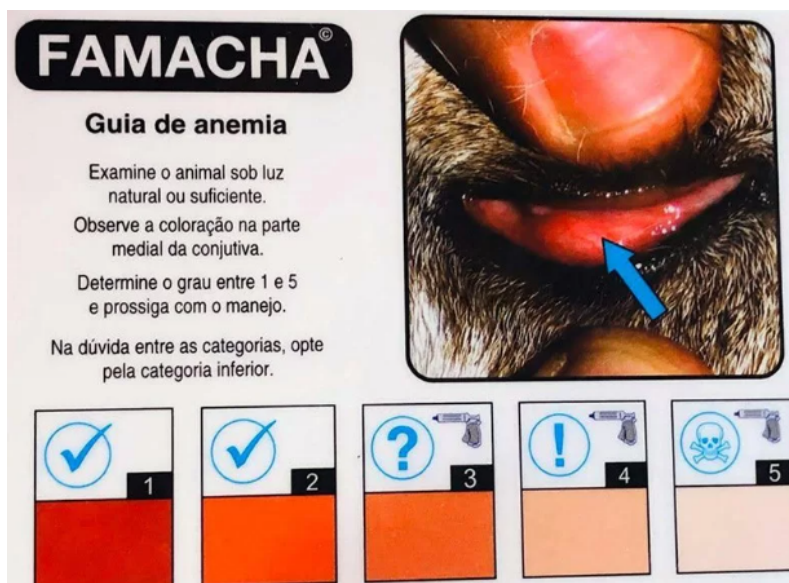 FAMACHA©
Guia de anemia
Examine o animal sob luz
natural ou suficiente.
Observe a coloração na parte
medial da conjutiva.
Determine o grau entre 1 e 5
e prossiga com o manejo.
Na dúvida entre as categorias, opte
pela categoria inferior.
? !
1 2 3 4 5